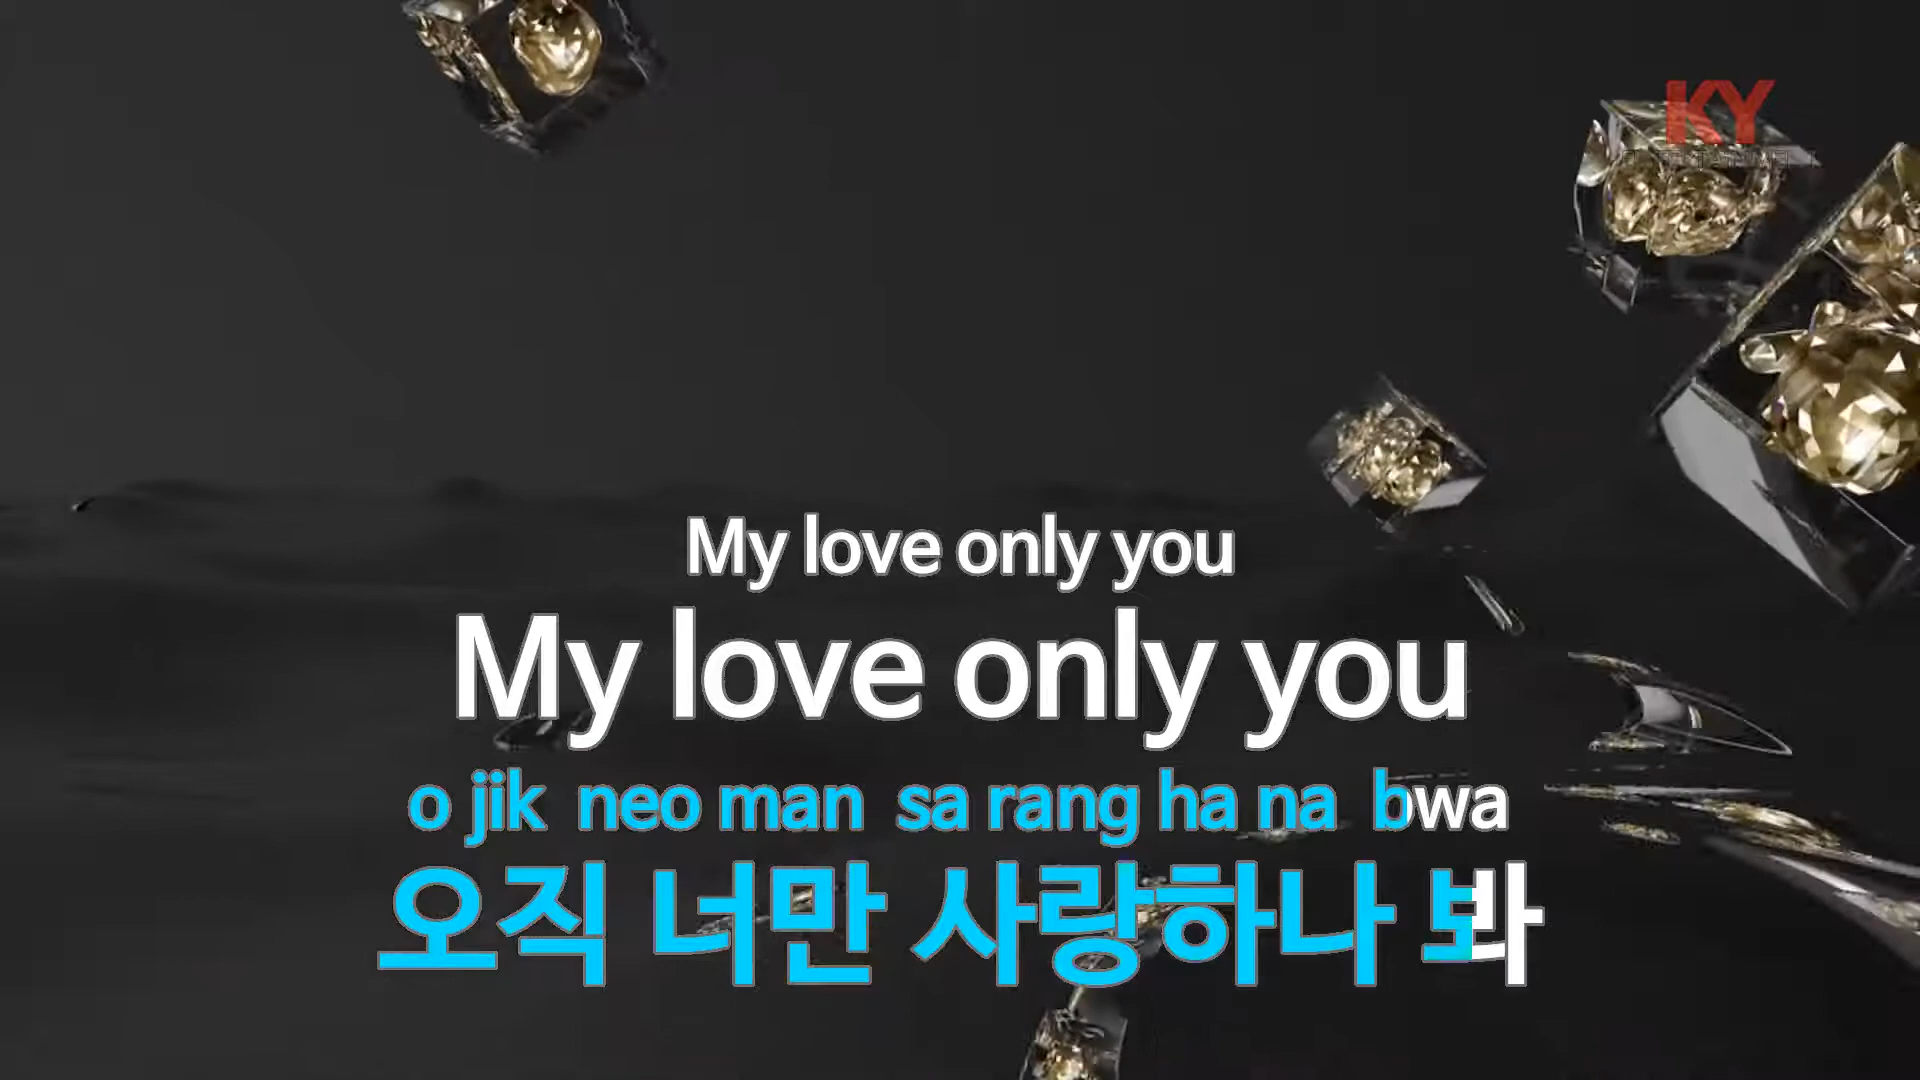 KY
My love only you
My love only you
o jik neo man sa rang ha na bwa
오직 너만 사랑하나 봐